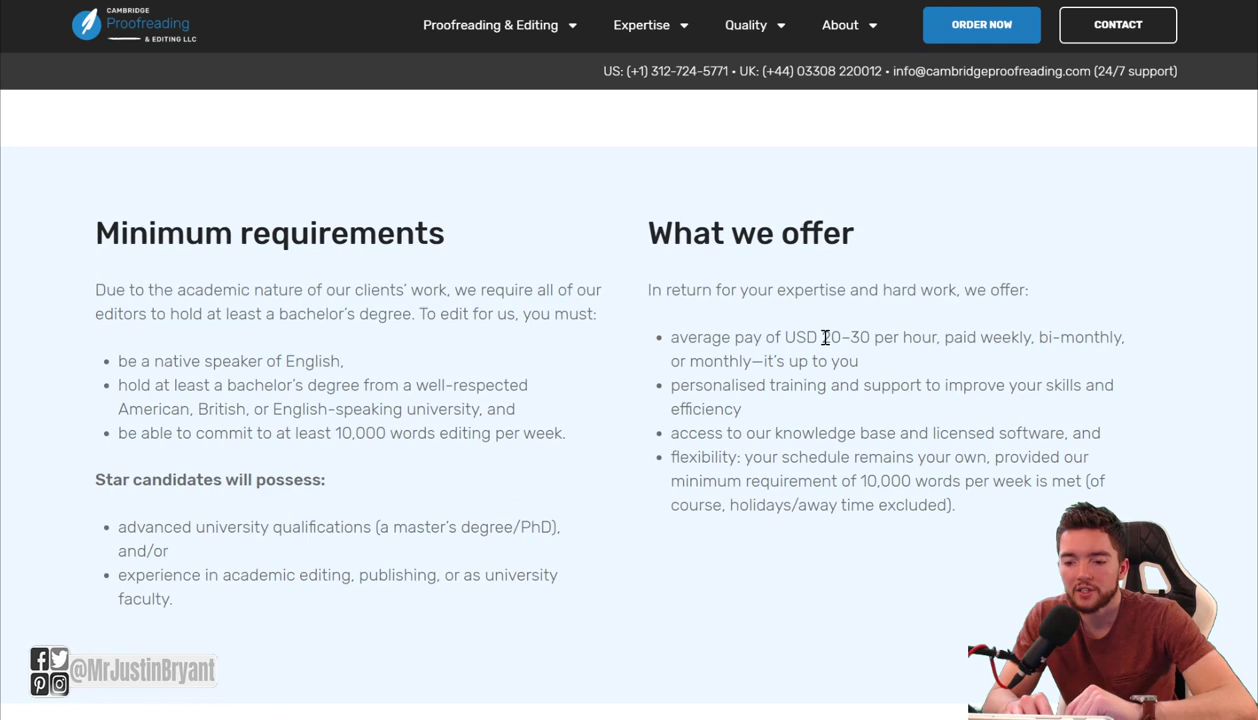 CAMBRIDGE
Proofreading
& EDITING LLC
Proofreading & Editing
Expertise
Quality
About
ORDER NOW
CONTACT
US: (+1) 312-724-5771 • UK: (+44) 03308 220012 • info@cambridgeproofreading.com (24/7 support)
Minimum requirements
Due to the academic nature of our clients' work, we require all of our
editors to hold at least a bachelor's degree. To edit for us, you must:
• be a native speaker of English,
• hold at least a bachelor's degree from a well-respected
American, British, or English-speaking university, and
• be able to commit to at least 10,000 words editing per week.
Star candidates will possess:
• advanced university qualifications (a master's degree/PhD),
and/or
• experience in academic editing, publishing, or as university
faculty.
What we offer
In return for your expertise and hard work, we offer:
• average pay of USD 20–30 per hour, paid weekly, bi-monthly,
or monthly—it's up to you
• personalised training and support to improve your skills and
efficiency
• access to our knowledge base and licensed software, and
• flexibility: your schedule remains your own, provided our
minimum requirement of 10,000 words per week is met (of
course, holidays/away time excluded).
@MrJustinBryant